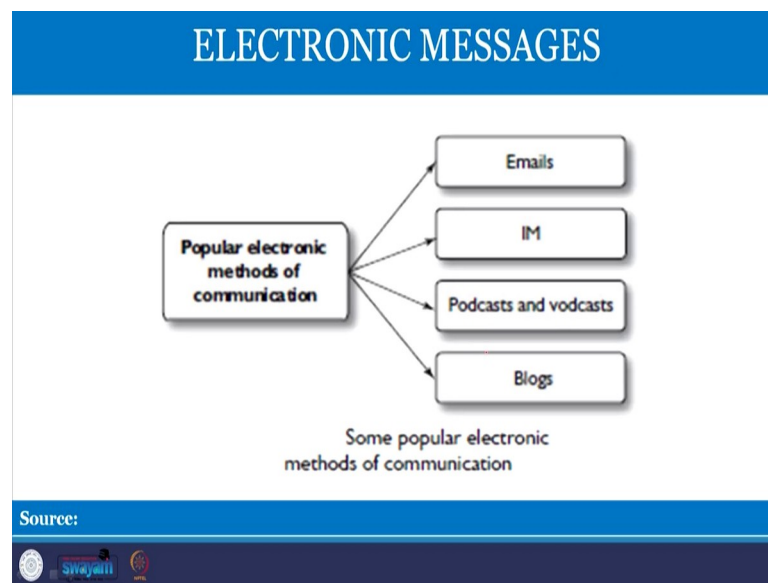 ELECTRONIC MESSAGES
Popular electronic
methods of
communication
Emails
IM
Podcasts and vodcasts
Blogs
Some popular electronic
methods of communication
Source:
swayam